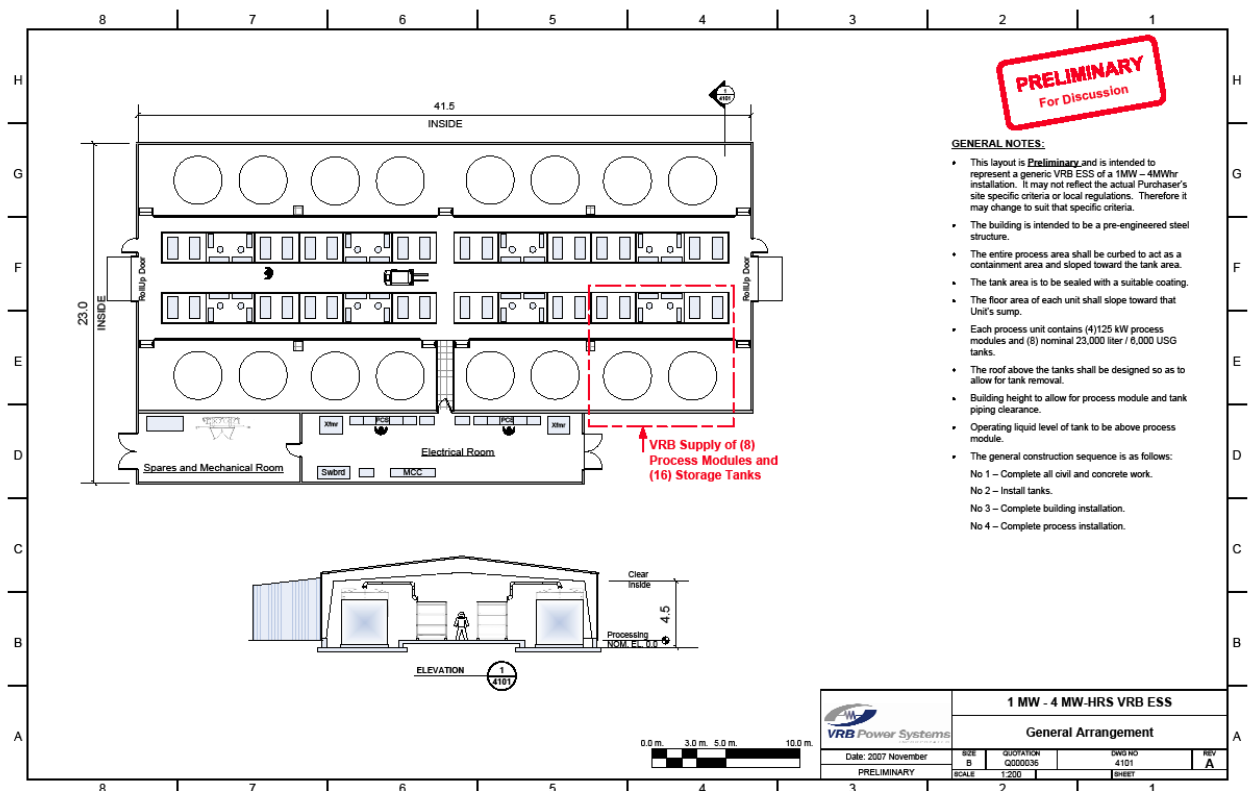 8 7 6 5 4 3 2 1
H H
G G
F F
E E
D D
C C
B B
A A
PRELIMINARY
For Discussion
1
4101
41.5
INSIDE
23.0
INSIDE
RollUp Door
RollUp Door
GENERAL NOTES:
• This layout is Preliminary and is intended to
represent a generic VRB ESS of a 1MW – 4MWhr
installation. It may not reflect the actual Purchaser's
site specific criteria or local regulations. Therefore it
may change to suit that specific criteria.
• The building is intended to be a pre-engineered steel
structure.
• The entire process area shall be curbed to act as a
containment area and sloped toward the tank area.
• The tank area is to be sealed with a suitable coating.
• The floor area of each unit shall slope toward that
Unit's sump.
• Each process unit contains (4)125 kW process
modules and (8) nominal 23,000 liter / 6,000 USG
tanks.
• The roof above the tanks shall be designed so as to
allow for tank removal.
• Building height to allow for process module and tank
piping clearance.
• Operating liquid level of tank to be above process
module.
• The general construction sequence is as follows:
No 1 – Complete all civil and concrete work.
No 2 – Install tanks.
No 3 – Complete building installation.
No 4 – Complete process installation.
Xfmr PCS PCS Xfmr
Electrical Room
Spares and Mechanical Room
Swbrd MCC
VRB Supply of (8)
Process Modules and
(16) Storage Tanks
Clear
Inside
4.5
Processing
NOM. EL. 0.0
ELEVATION
1
4101
0.0 m. 3.0 m. 5.0 m. 10.0 m.
VRB Power Systems
Date: 2007 November
PRELIMINARY
1 MW - 4 MW-HRS VRB ESS
General Arrangement
SIZE QUOTATION DWG NO REV
B Q000036 4101 A
SCALE 1:200 SHEET
8 7 6 5 4 3 2 1